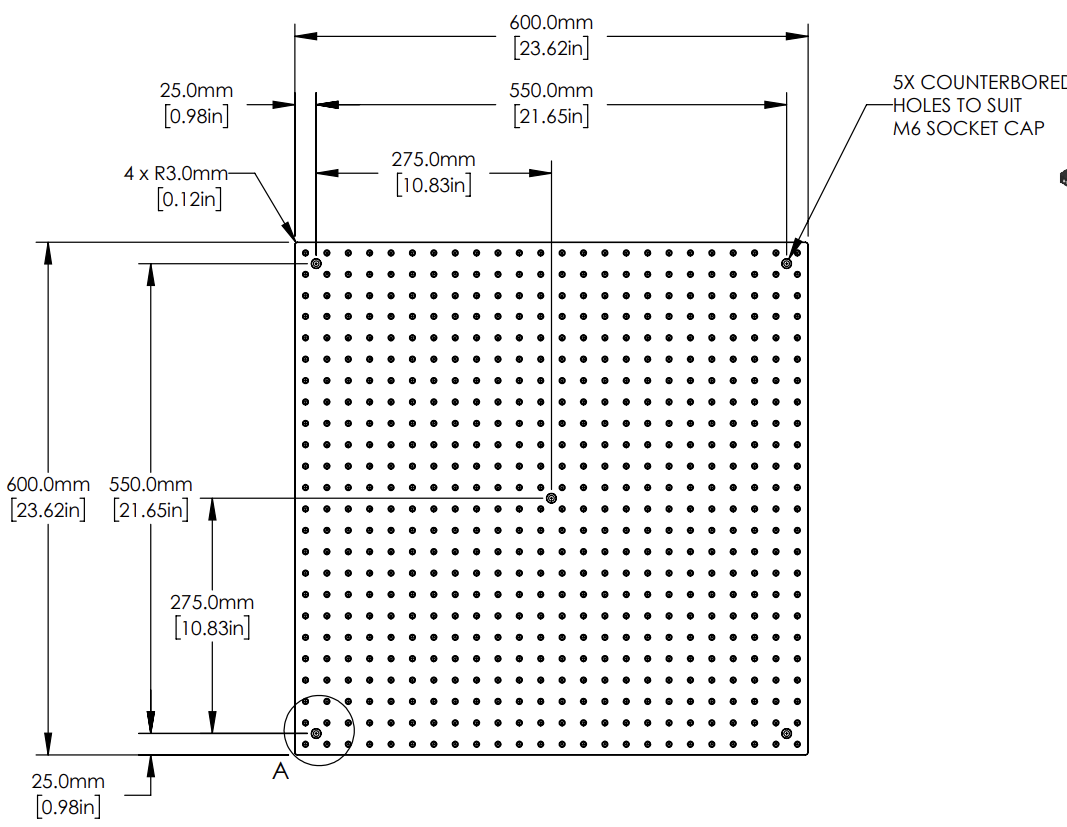 600.0mm
[23.62in]
25.0mm
[0.98in]
550.0mm
[21.65in]
5X COUNTERBORED
HOLES TO SUIT
M6 SOCKET CAP
275.0mm
[10.83in]
4 x R3.0mm
[0.12in]
600.0mm
[23.62in]
550.0mm
[21.65in]
275.0mm
[10.83in]
A
25.0mm
[0.98in]